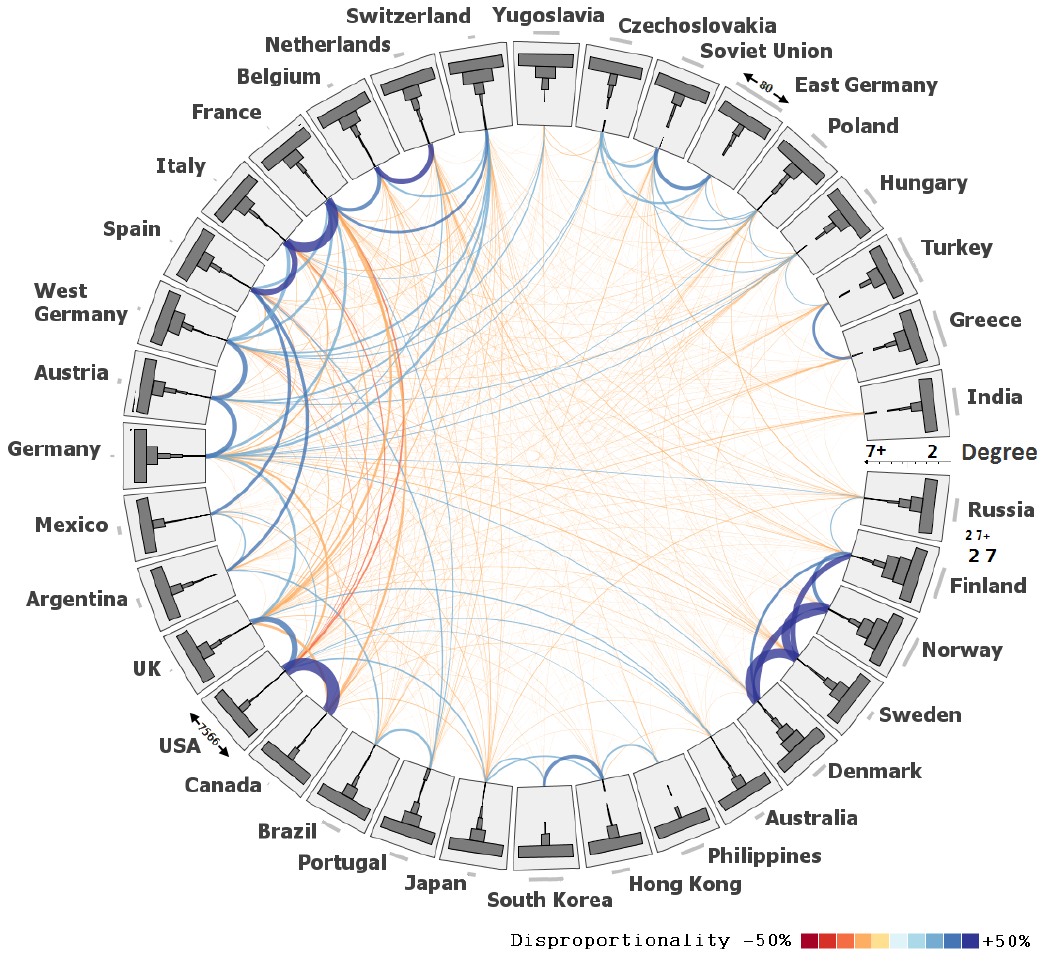 Switzerland
Yugoslavia
Czechoslovakia
Netherlands
Soviet Union
Belgium
80
East Germany
France
Poland
Italy
Hungary
Spain
Turkey
West
Germany
Greece
Austria
India
Germany
7+ 2 Degree
Mexico
Russia
2 7+
2 7
Argentina
Finland
UK
Norway
USA
7566
Sweden
Canada
Denmark
Brazil
Australia
Portugal
Philippines
Japan
Hong Kong
South Korea
Disproportionality -50% +50%